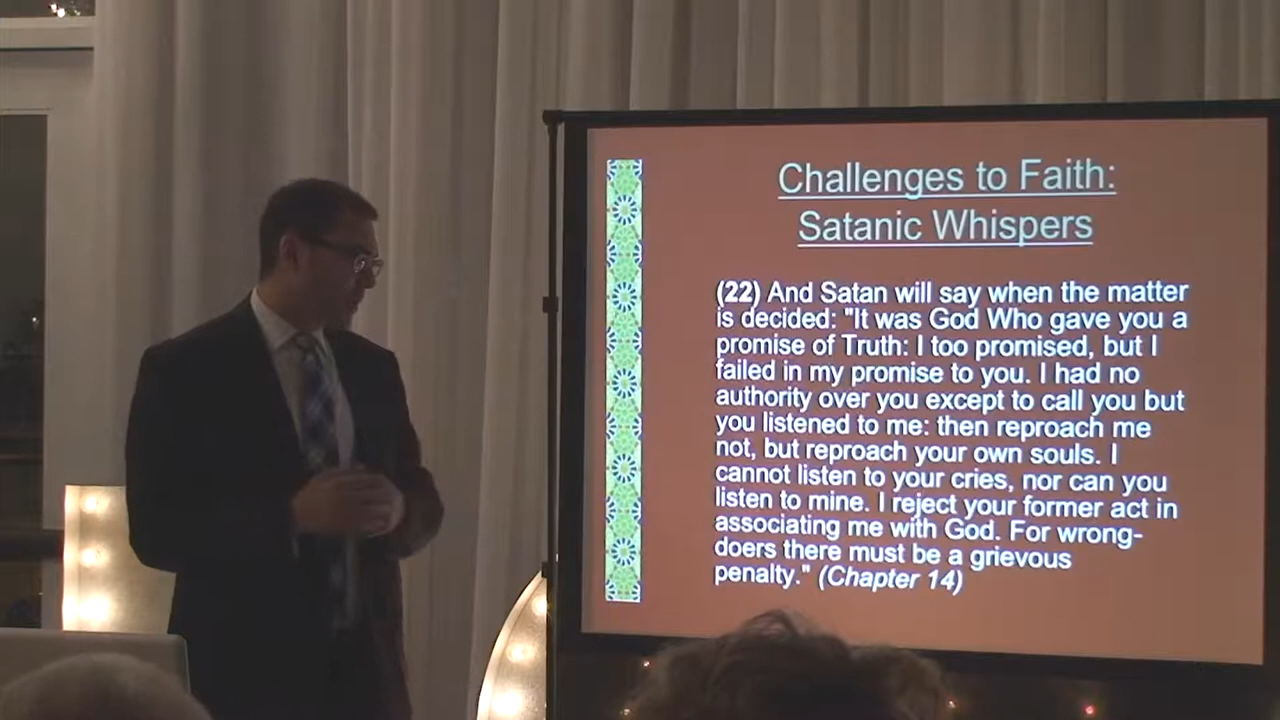 Challenges to Faith:
Satanic Whispers
(22) And Satan will say when the matter
is decided: "It was God Who gave you a
promise of Truth: I too promised, but I
failed in my promise to you. I had no
authority over you except to call you but
you listened to me: then reproach me
not, but reproach your own souls. I
cannot listen to your cries, nor can you
listen to mine. I reject your former act in
associating me with God. For wrong-
doers there must be a grievous
penalty." (Chapter 14)